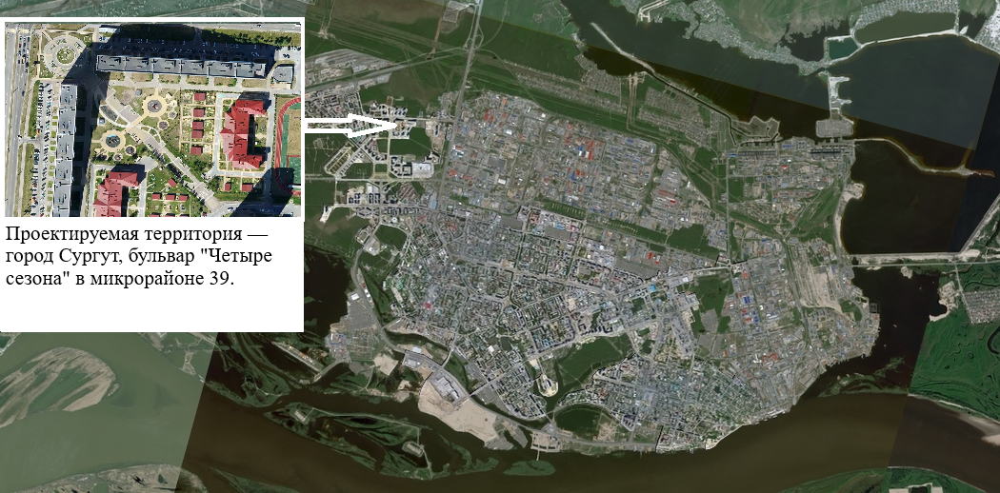 Проектируемая территория —
город Сургут, бульвар "Четыре
сезона" в микрорайоне 39.